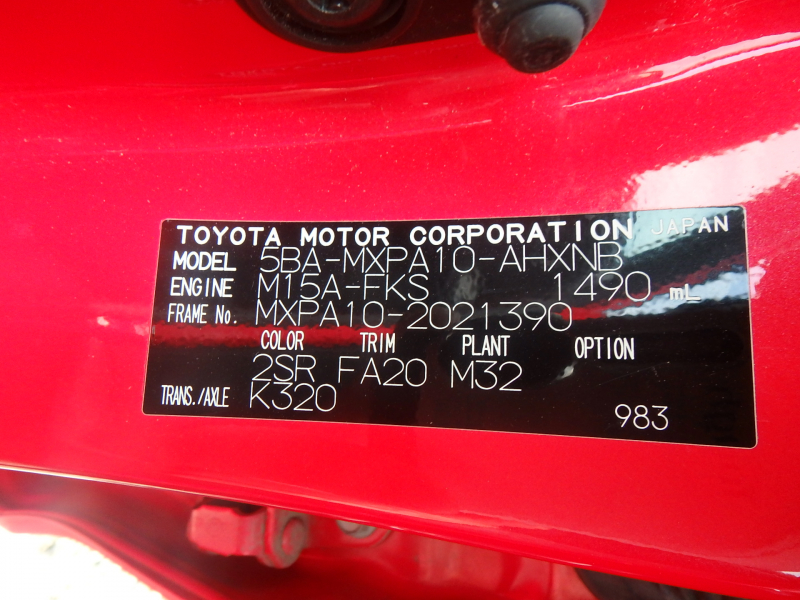 TOYOTA MOTOR CORPORATION JAPAN
MODEL 5BA-MXPA10-AHXNB
ENGINE M15A-FKS 1490 mL
FRAME No. MXPA10-2021390
COLOR TRIM PLANT OPTION
2SR FA20 M32
TRANS./AXLE K320
983